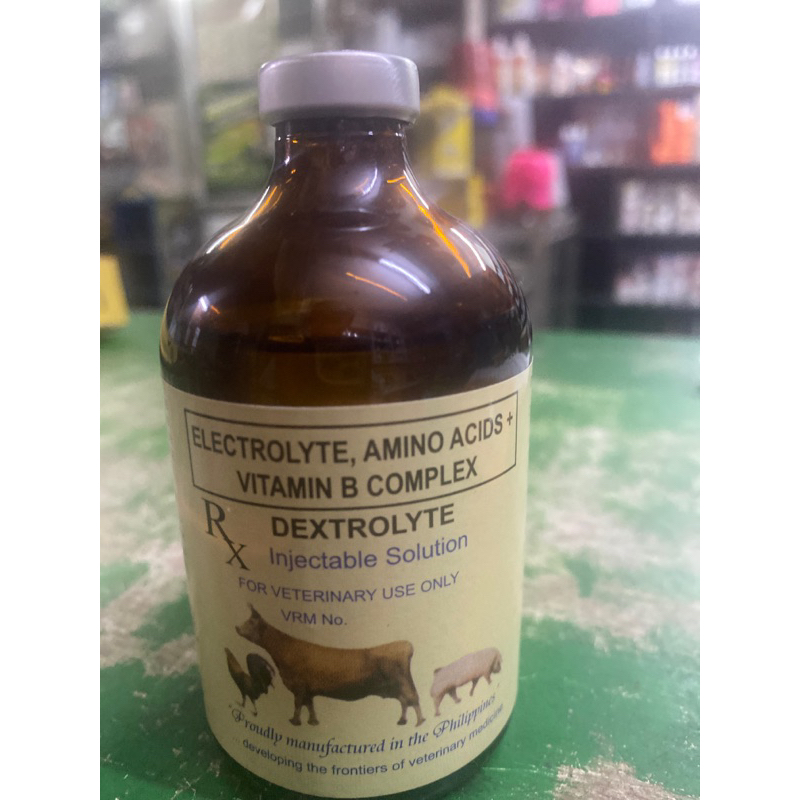 ELECTROLYTE, AMINO ACIDS +
VITAMIN B COMPLEX
Rx DEXTROLYTE
Injectable Solution
FOR VETERINARY USE ONLY
VRM No.
Proudly manufactured in the Philippines
developing the frontiers of veterinary medicine